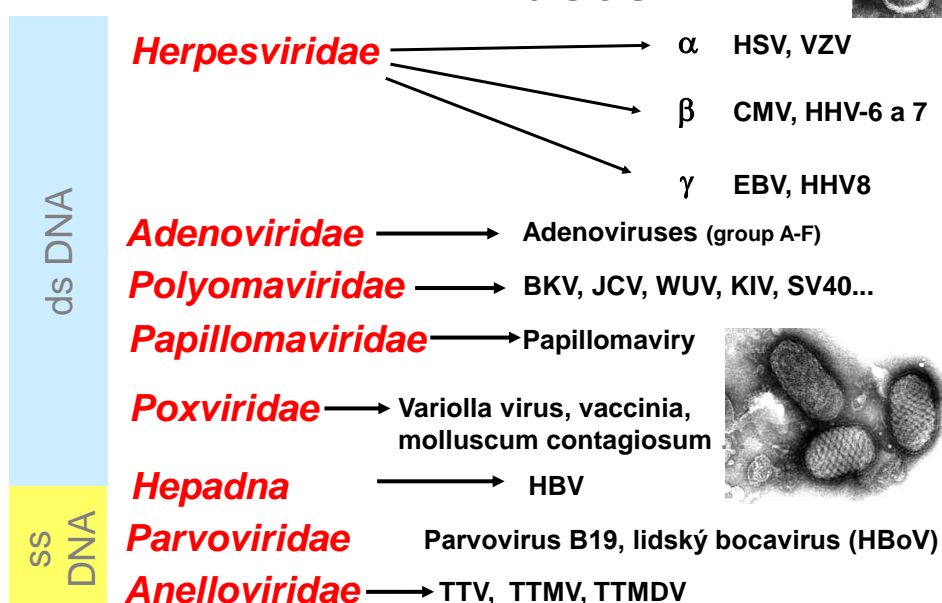 Herpesviridae α HSV, VZV
β CMV, HHV-6 a 7
γ EBV, HHV8
ds DNA
Adenoviridae Adenoviruses (group A-F)
Polyomaviridae BKV, JCV, WUV, KIV, SV40...
Papillomaviridae Papillomaviry
Poxviridae Variolla virus, vaccinia,
molluscum contagiosum
Hepadna HBV
ss
DNA
Parvoviridae Parvovirus B19, lidský bocavirus (HBoV)
Anelloviridae TTV, TTMV, TTMDV